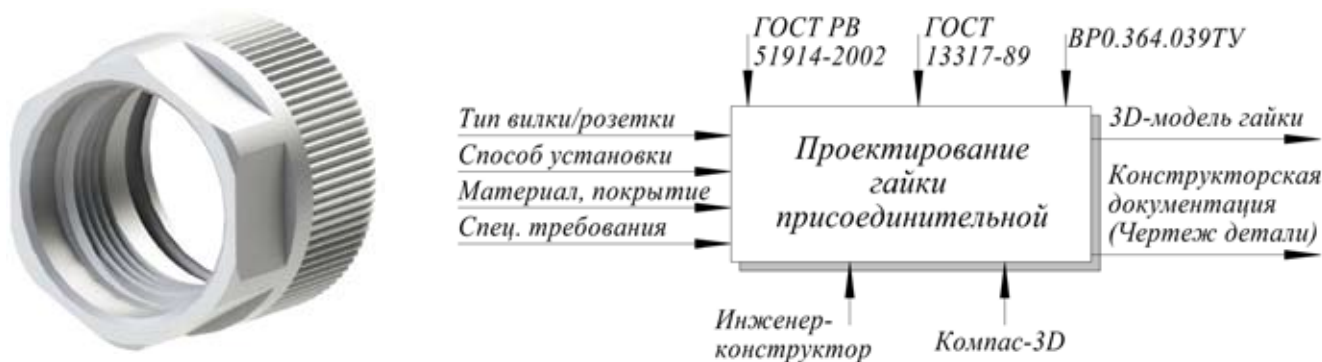 ГОСТ РВ
51914-2002
ГОСТ
13317-89
ВР0.364.039ТУ
Тип вилки/розетки
Способ установки
Материал, покрытие
Спец. требования
Проектирование
гайки
присоединительной
3D-модель гайки
Конструкторская
документация
(Чертеж детали)
Инженер-
конструктор
Компас-3D